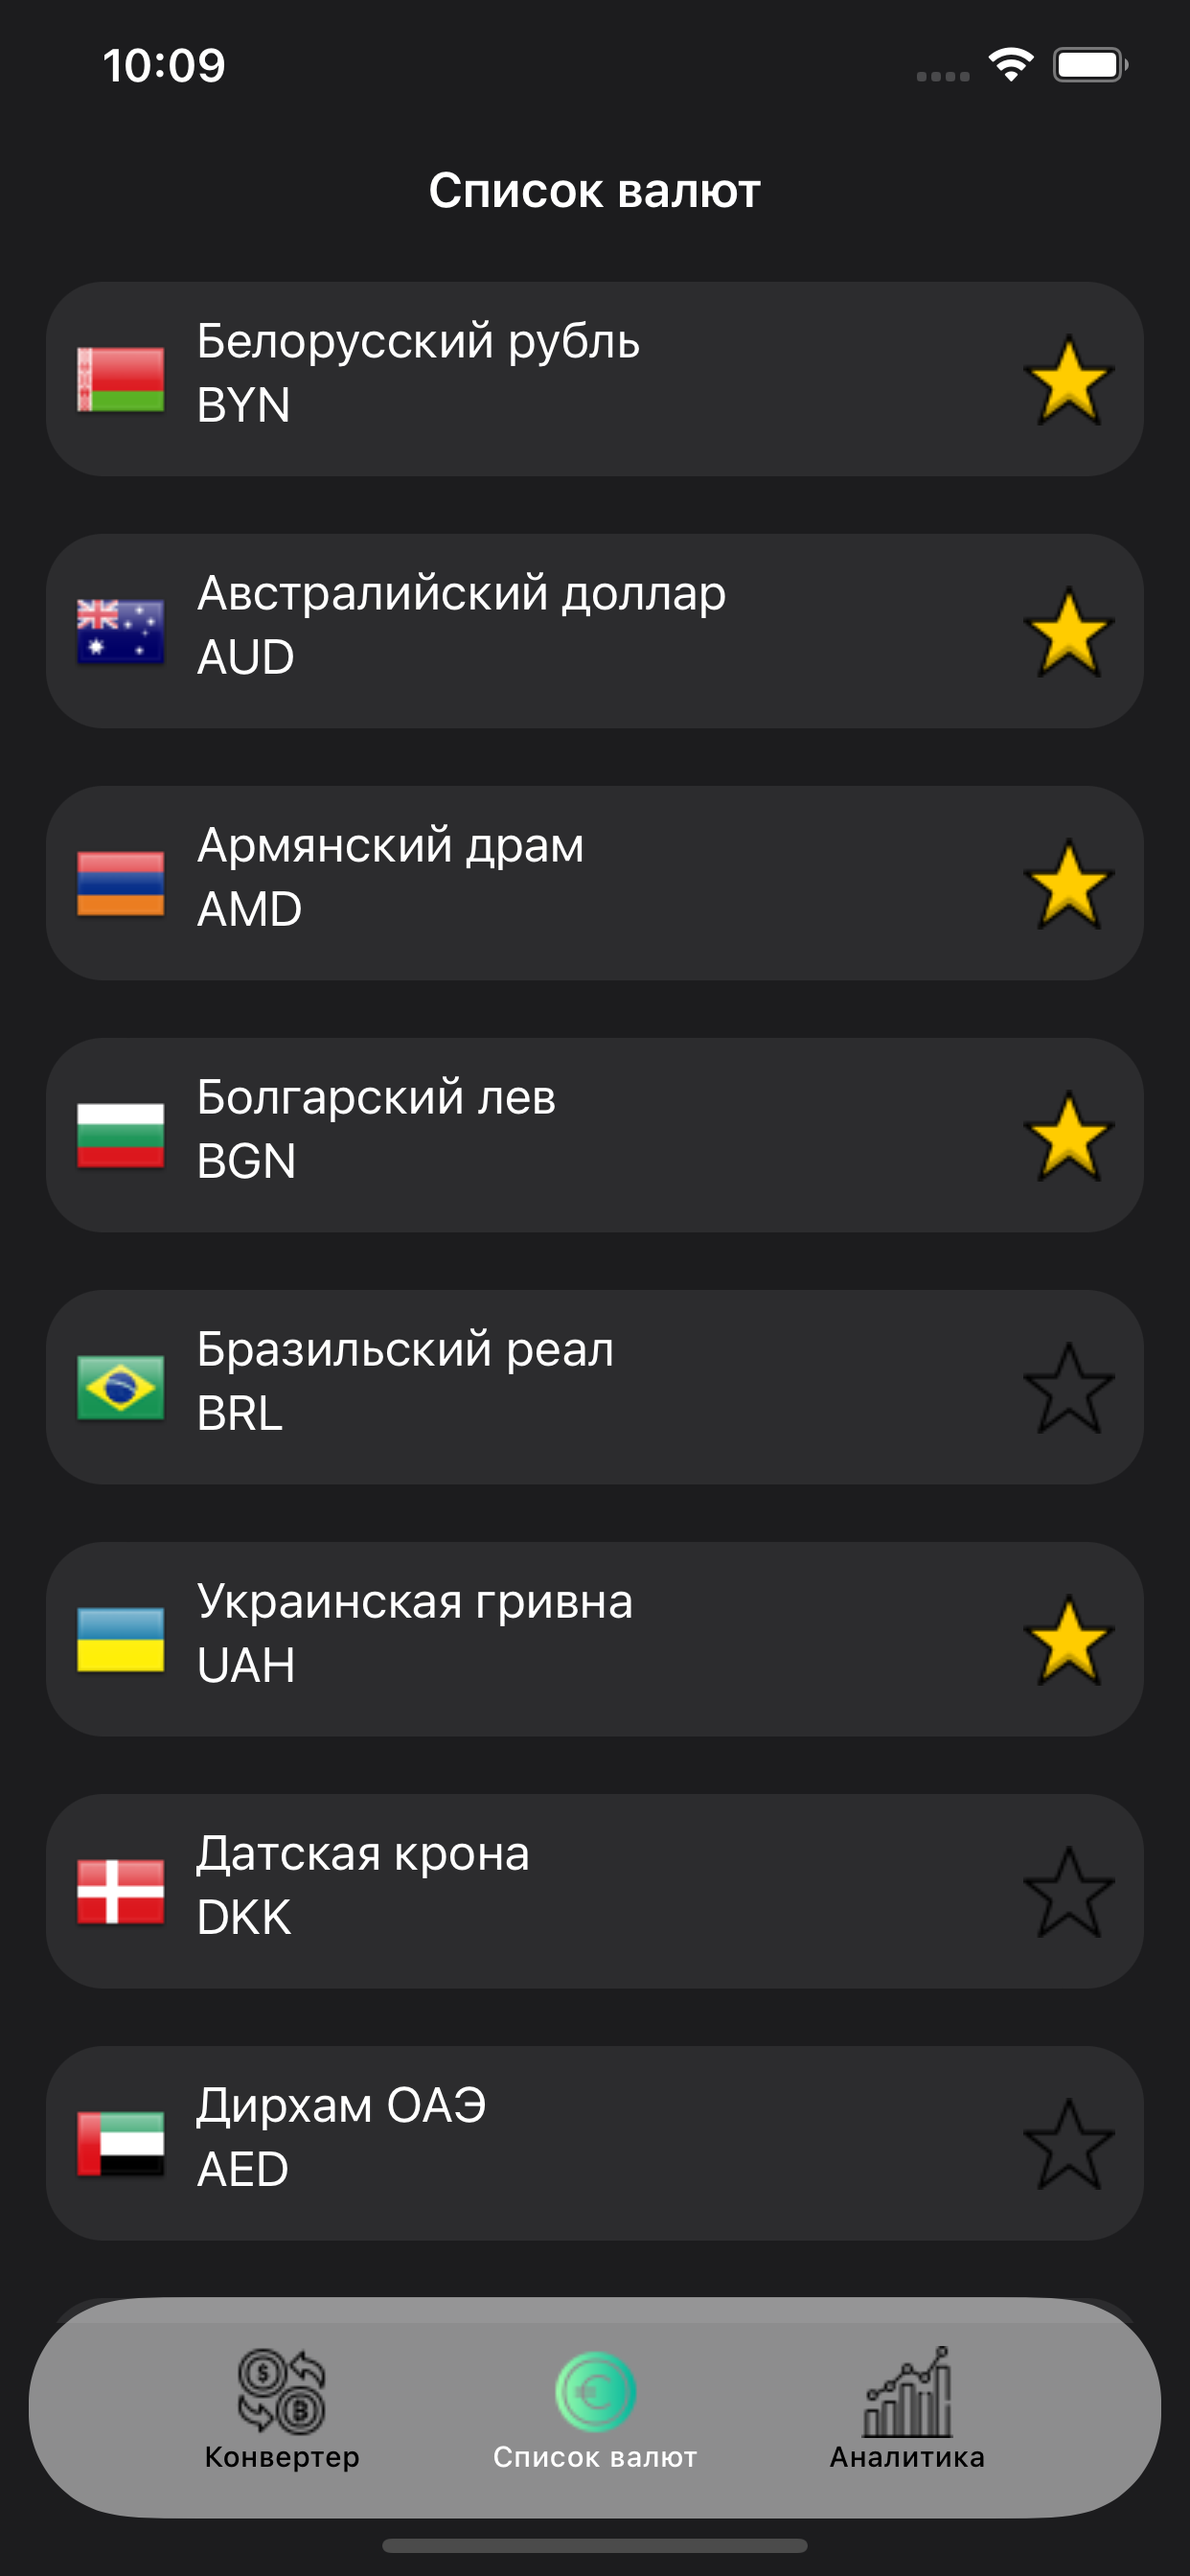 10:09
Список валют
Белорусский рубль
BYN
Австралийский доллар
AUD
Армянский драм
AMD
Болгарский лев
BGN
Бразильский реал
BRL
Украинская гривна
UAH
Датская крона
DKK
Дирхам ОАЭ
AED
Конвертер
Список валют
Аналитика